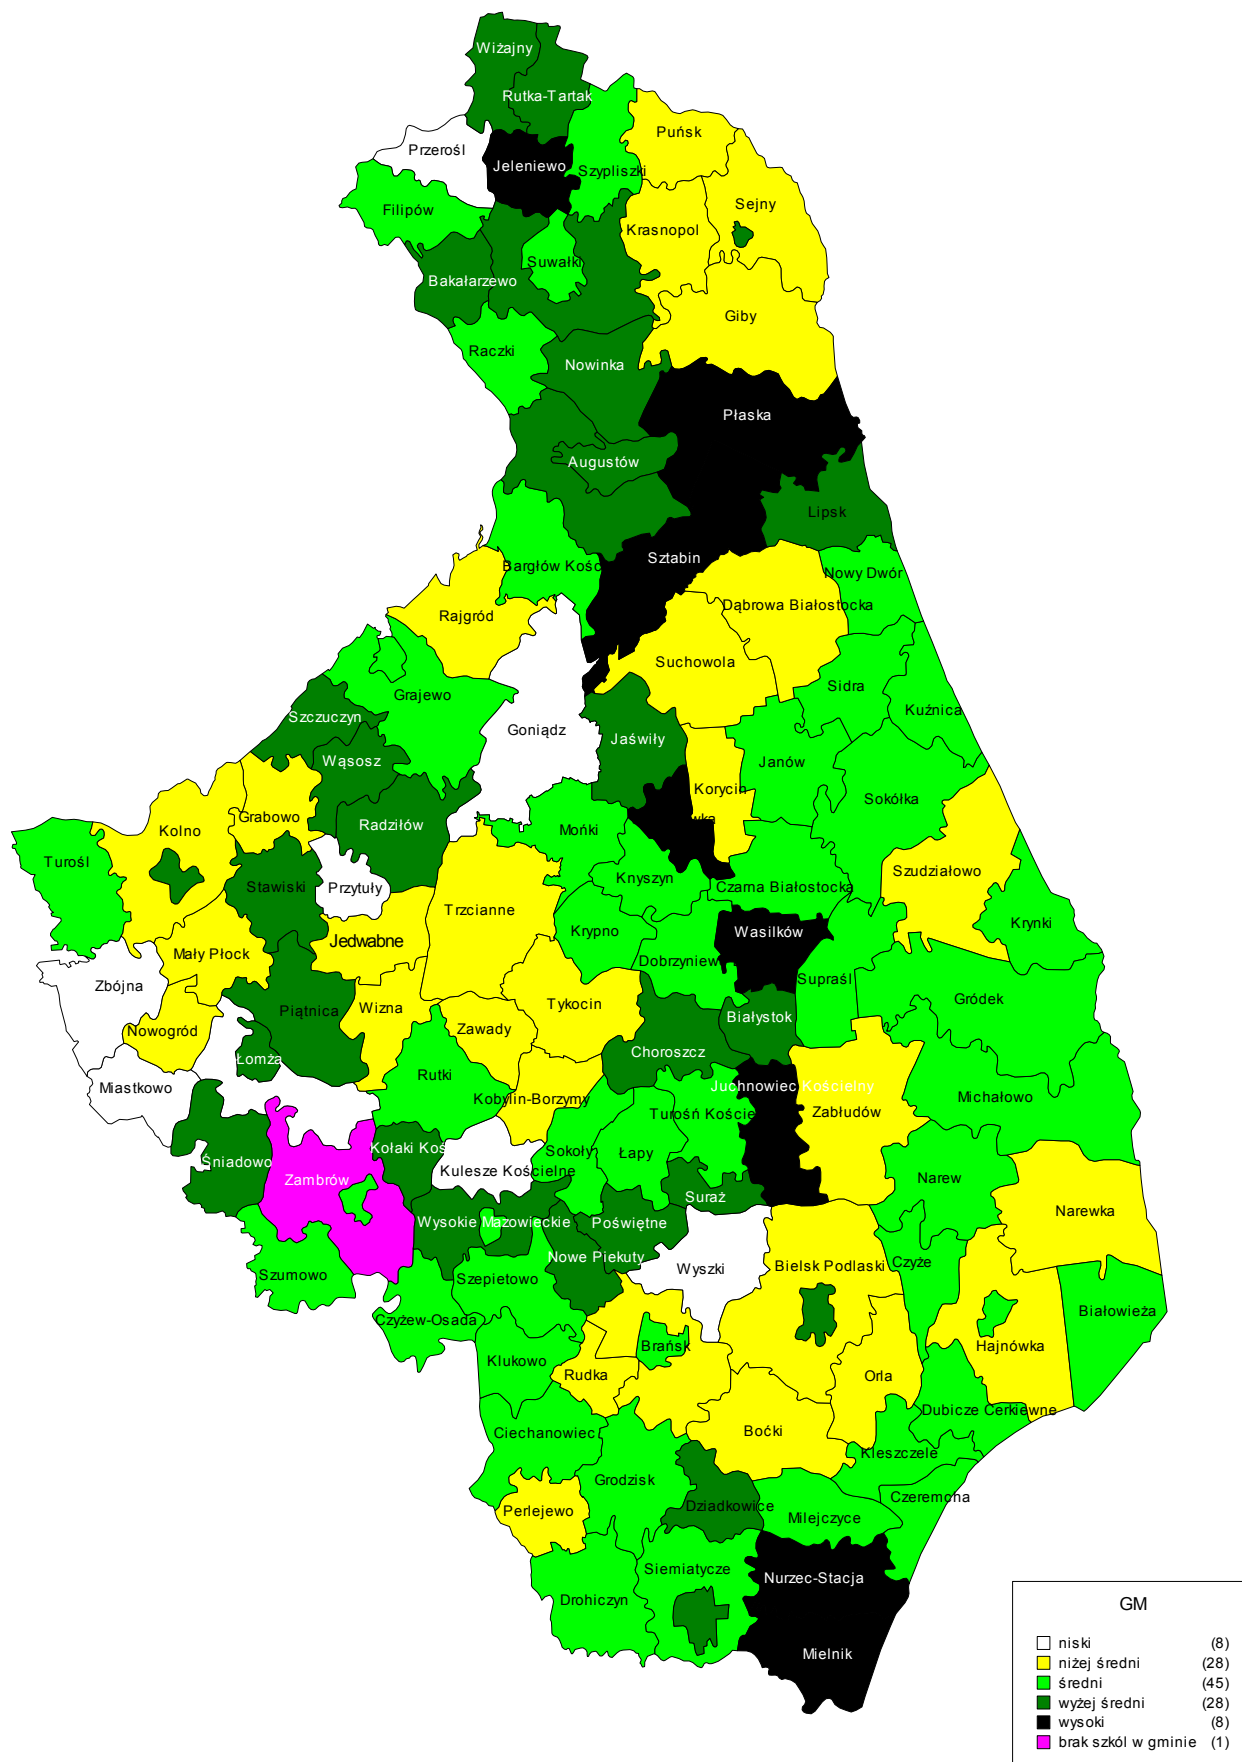 Wiżajny
Rutka-Tartak
Puńsk
Przerośl
Jeleniewo
Szypliszki
Sejny
Filipów
Krasnopol
Suwałki
Bakałarzewo
Giby
Raczki
Nowinka
Płaska
Augustów
Lipsk
Sztabin
Bargłów Kośc
Nowy Dwór
Dąbrowa Białostocka
Rajgród
Suchowola
Sidra
Grajewo
Kuźnica
Szczuczyn
Goniądz
Jaświły
Wąsosz
Janów
Korycin
Sokółka
Grabowo
wka
Kolno
Radziłów
Mońki
Turośl
Szudziałowo
Knyszyn
Stawiski
Przytuły
Czarna Białostocka
Trzcianne
Krynki
Krypno
Wasilków
Jedwabne
Mały Płock
Dobrzyniew
Supraśl
Zbójna
Gródek
Tykocin
Piątnica
Wizna
Białystok
Nowogród
Zawady
Choroszcz
Łomża
Rutki
Miastkowo
Juchnowiec Kościelny
Kobylin-Borzymy
Michałowo
Zabłudów
Turośń Koście
Kołaki Koś
Sokoły
Łapy
Śniadowo
Kulesze Kościelne
Zambrów
Narew
Suraż
Narewka
Wysokie
Mazowieckie
Poświętne
Nowe Piekuty
Czyże
Bielsk Podlaski
Wyszki
Szumowo
Szepietowo
Białowieża
Czyżew-Osada
Brańsk
Hajnówka
Klukowo
Rudka
Orla
Dubicze Cerkiewne
Boćki
Ciechanowiec
Kleszczele
Grodzisk
Czeremcha
Dziadkowice
Perlejewo
Milejczyce
Siemiatycze
Nurzec-Stacja
Drohiczyn
Mielnik
GM
niski (8)
niżej średni (28)
średni (45)
wyżej średni (28)
wysoki (8)
brak szkól w gminie (1)